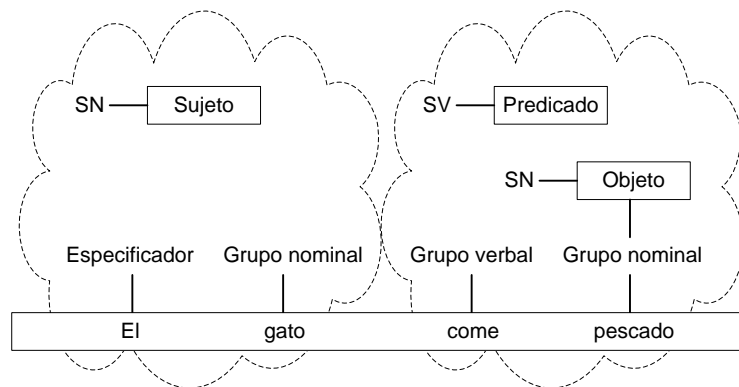 SN Sujeto SV Predicado
SN Objeto
Especificador Grupo nominal Grupo verbal Grupo nominal
El gato come pescado